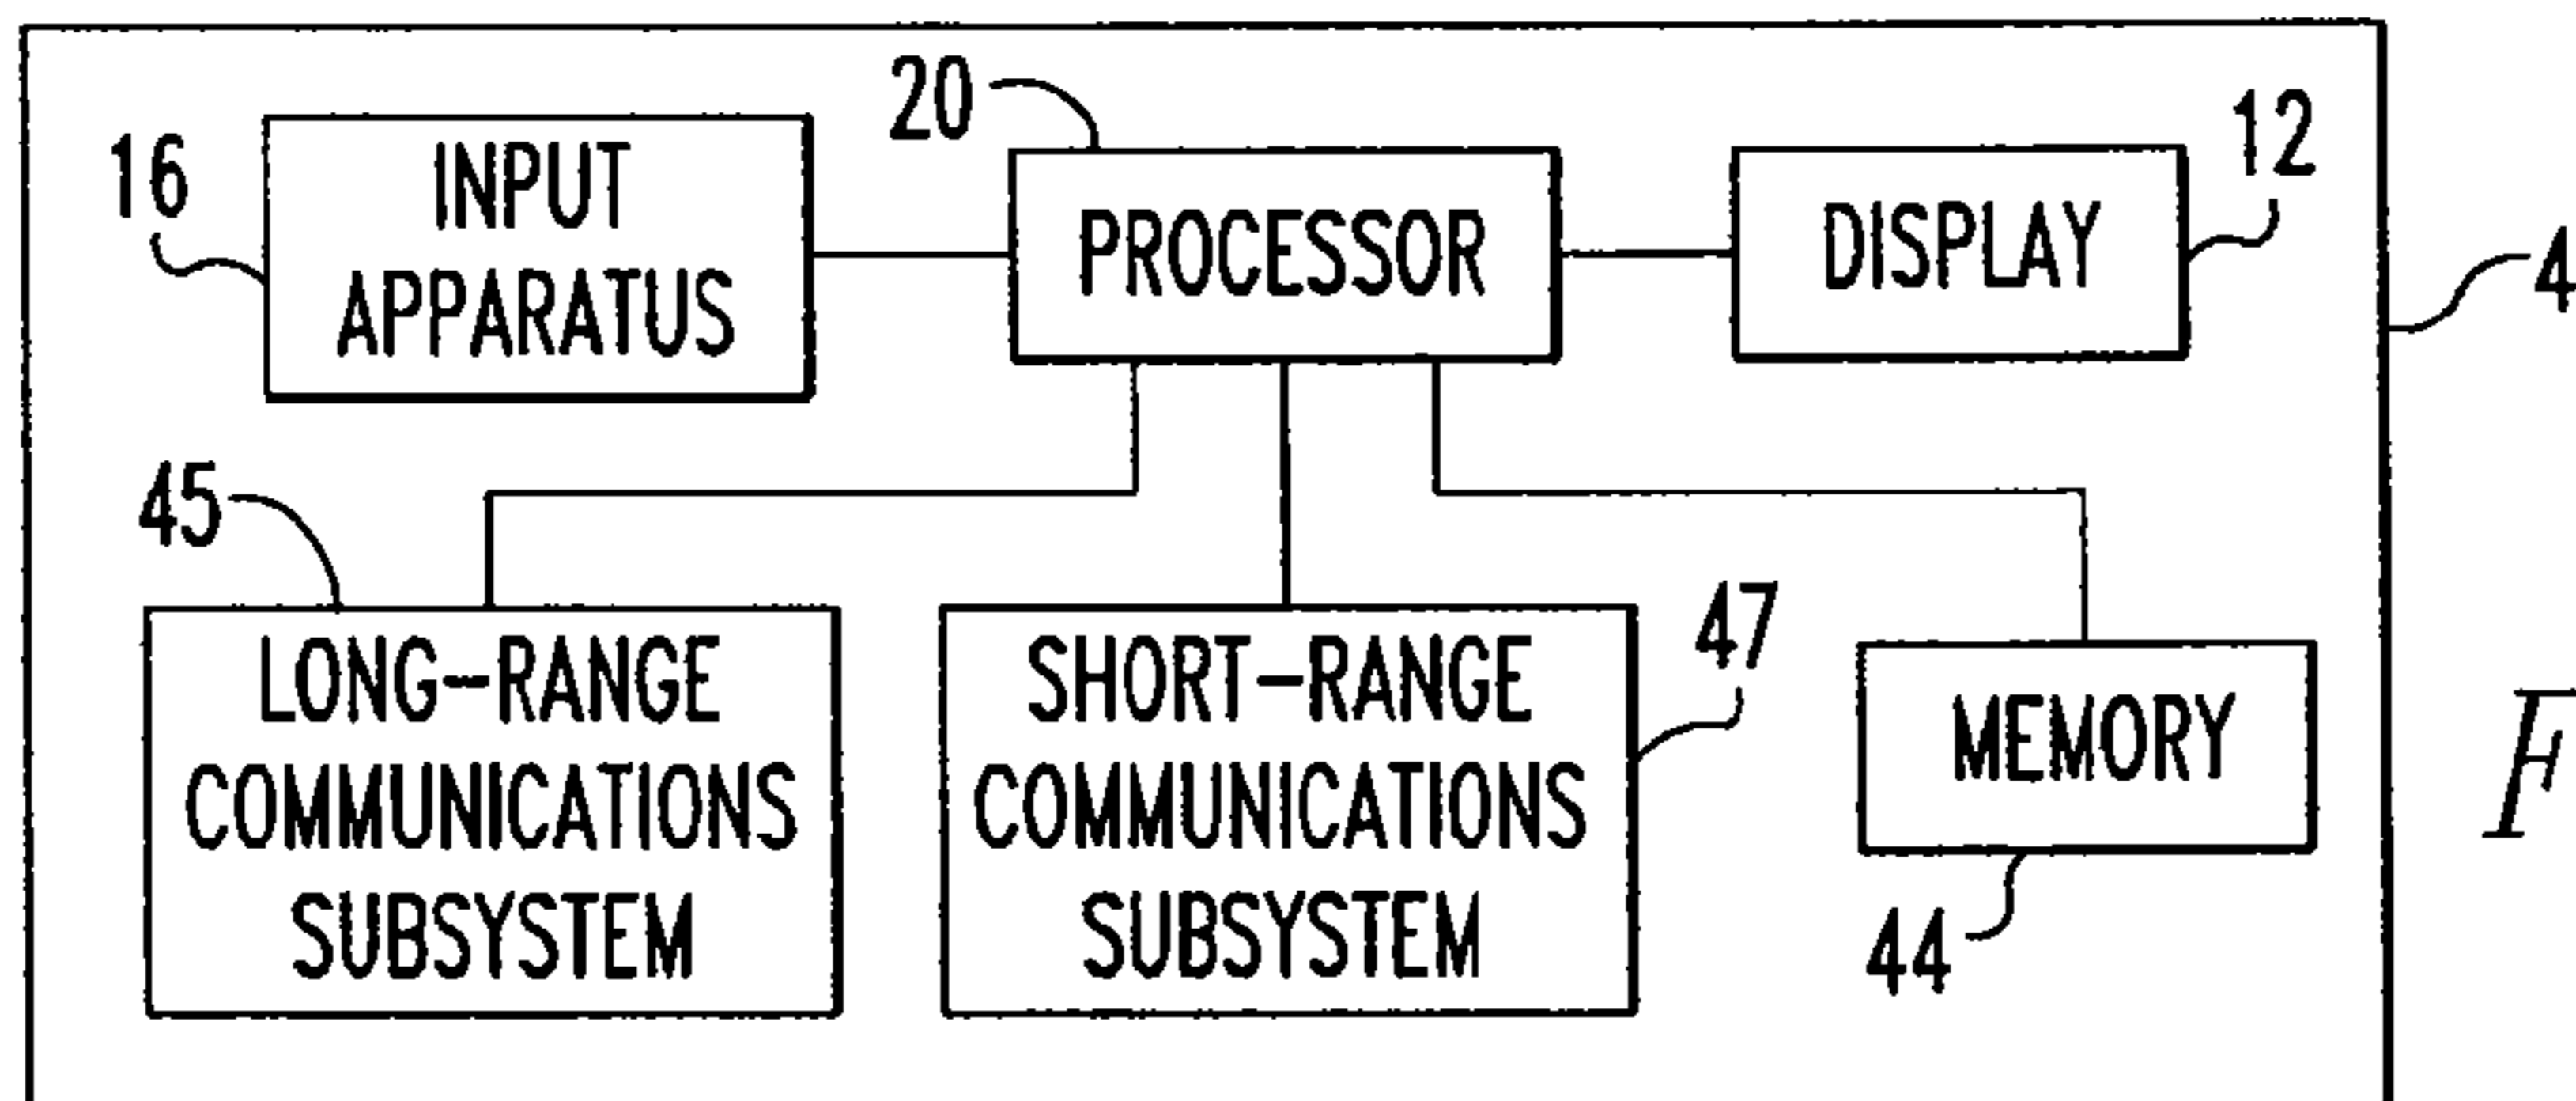 20
12
16
INPUT
APPARATUS
PROCESSOR
DISPLAY
4
45
47
LONG-RANGE
COMMUNICATIONS
SUBSYSTEM
SHORT-RANGE
COMMUNICATIONS
SUBSYSTEM
MEMORY
44
F